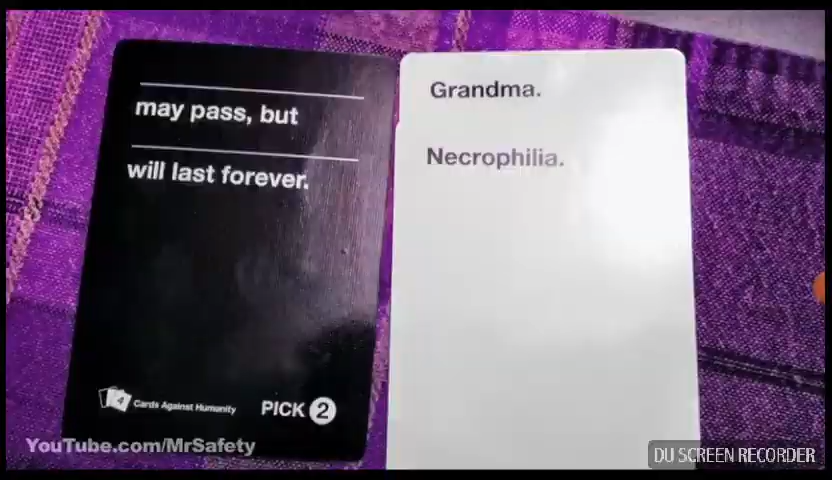 may pass, but
will last forever.
Cards Against Humanity
PICK 2
Grandma.
Necrophilia.
YouTube.com/MrSafety
DU SCREEN RECORDER